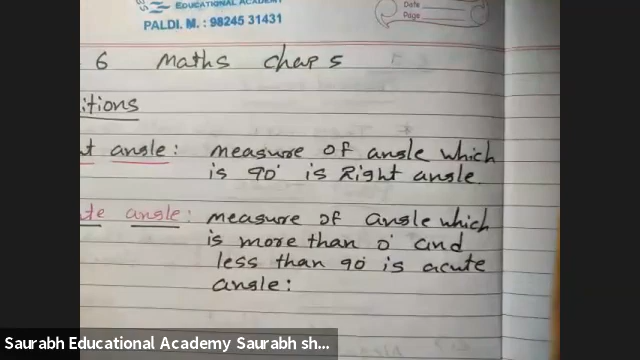 EDUCATIONAL ACADEMY
PALDI. M. : 98245 31431
Date
Page
6 Maths chap 5
itions
t angle: measure of angle which
is 90° is Right angle.
te angle: measure of angle which
is more than 0° and
less than 90° is acute
angle:
Saurabh Educational Academy Saurabh sh...